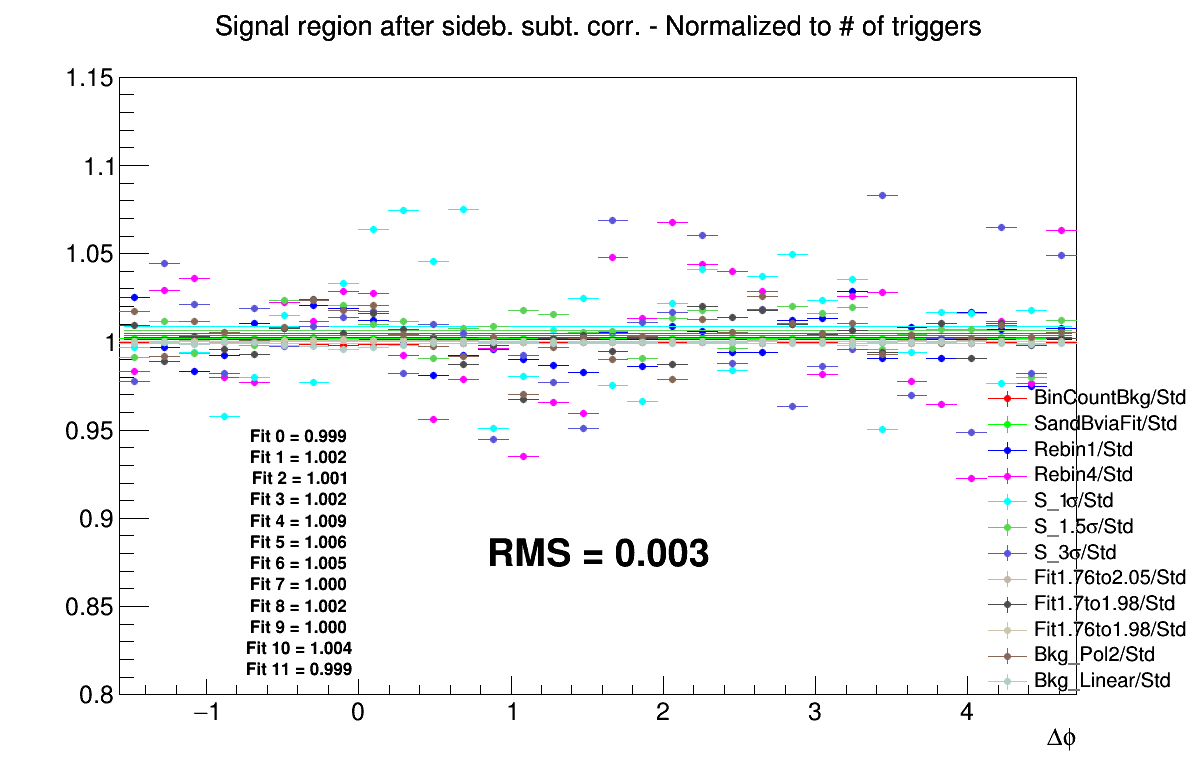 Signal region after sideb. subt. corr. - Normalized to # of triggers
1.15
1.1
1.05
1
0.95
0.9
0.85
0.8
−1
0
1
2
3
4
Δϕ
Fit 0 = 0.999
Fit 1 = 1.002
Fit 2 = 1.001
Fit 3 = 1.002
Fit 4 = 1.009
Fit 5 = 1.006
Fit 6 = 1.005
Fit 7 = 1.000
Fit 8 = 1.002
Fit 9 = 1.000
Fit 10 = 1.004
Fit 11 = 0.999
RMS = 0.003
BinCountBkg/Std
SandBviaFit/Std
Rebin1/Std
Rebin4/Std
S_1σ/Std
S_1.5σ/Std
S_3σ/Std
Fit1.76to2.05/Std
Fit1.7to1.98/Std
Fit1.76to1.98/Std
Bkg_Pol2/Std
Bkg_Linear/Std